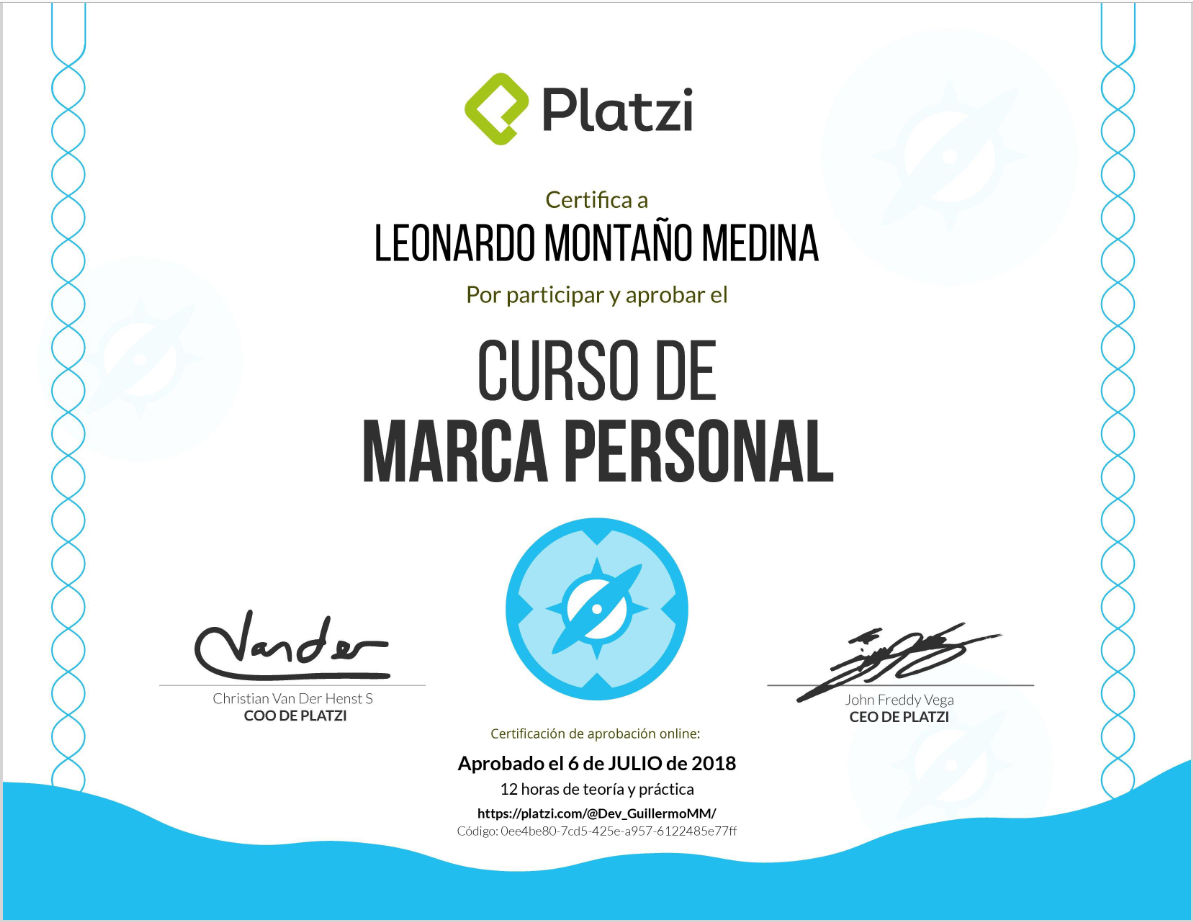 Platzi
Certifica a
LEONARDO MONTAÑO MEDINA
Por participar y aprobar el
CURSO DE
MARCA PERSONAL
Vander
Christian Van Der Henst S
COO DE PLATZI
John Freddy Vega
CEO DE PLATZI
Certificación de aprobación online:
Aprobado el 6 de JULIO de 2018
12 horas de teoría y práctica
https://platzi.com/@Dev_GuillermoMM/
Código: 0ee4be80-7cd5-425e-a957-6122485e77ff